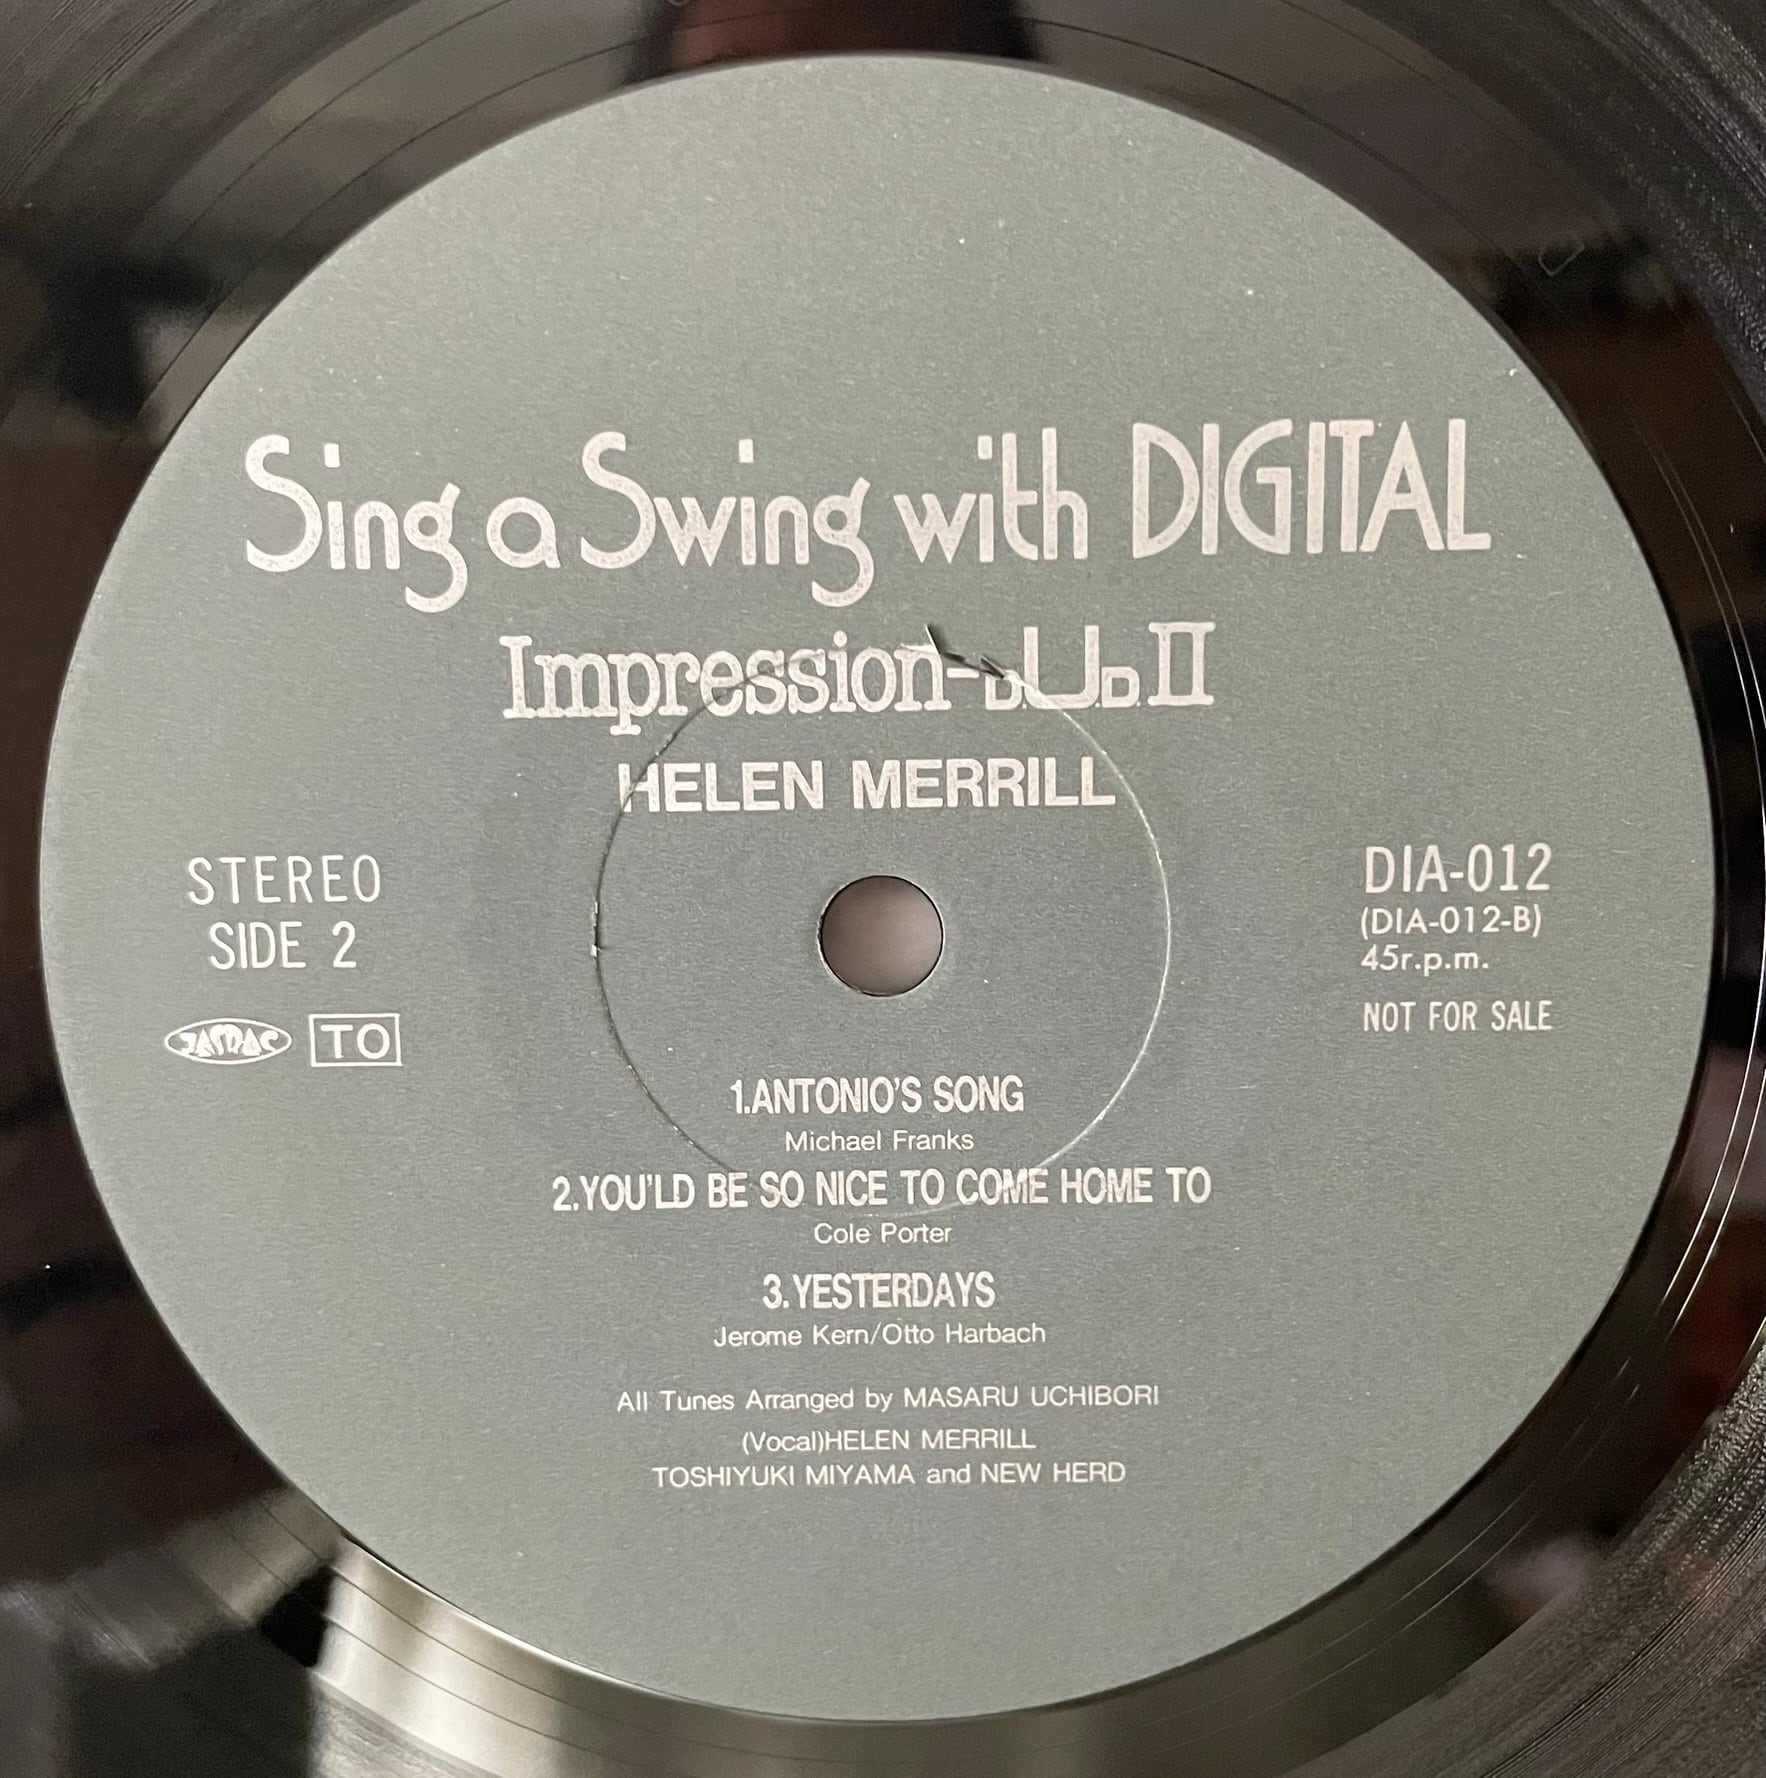 Sing a Swing with DIGITAL
Impression-D.U.D.II
HELEN MERRILL
STEREO
SIDE 2
JASRAC TO
DIA-012
(DIA-012-B)
45r.p.m.
NOT FOR SALE
1.ANTONIO'S SONG
Michael Franks
2.YOU'LD BE SO NICE TO COME HOME TO
Cole Porter
3.YESTERDAYS
Jerome Kern/Otto Harbach
All Tunes Arranged by MASARU UCHIBORI
(Vocal)HELEN MERRILL
TOSHIYUKI MIYAMA and NEW HERD